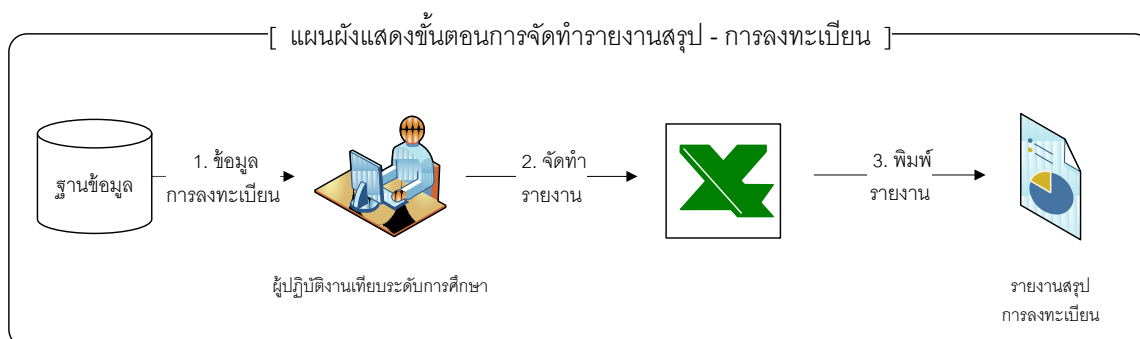 [ แผนผังแสดงขั้นตอนการจัดทำรายงานสรุป - การลงทะเบียน ]
ฐานข้อมูล
1. ข้อมูล
การลงทะเบียน
2. จัดทำ
รายงาน
3. พิมพ์
รายงาน
ผู้ปฏิบัติงานเทียบระดับการศึกษา
รายงานสรุป
การลงทะเบียน